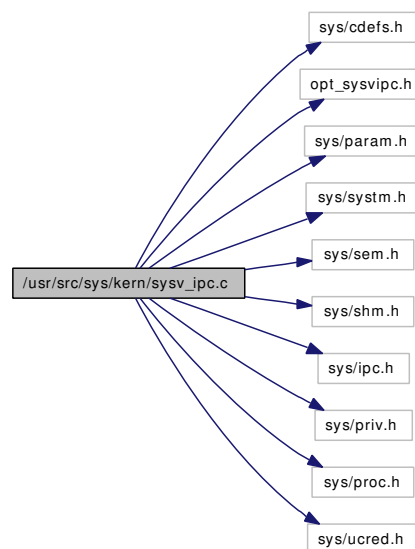 sys/cdefs.h
opt_sysvipc.h
sys/param.h
sys/systm.h
/usr/src/sys/kern/sysv_ipc.c
sys/sem.h
sys/shm.h
sys/ipc.h
sys/priv.h
sys/proc.h
sys/ucred.h